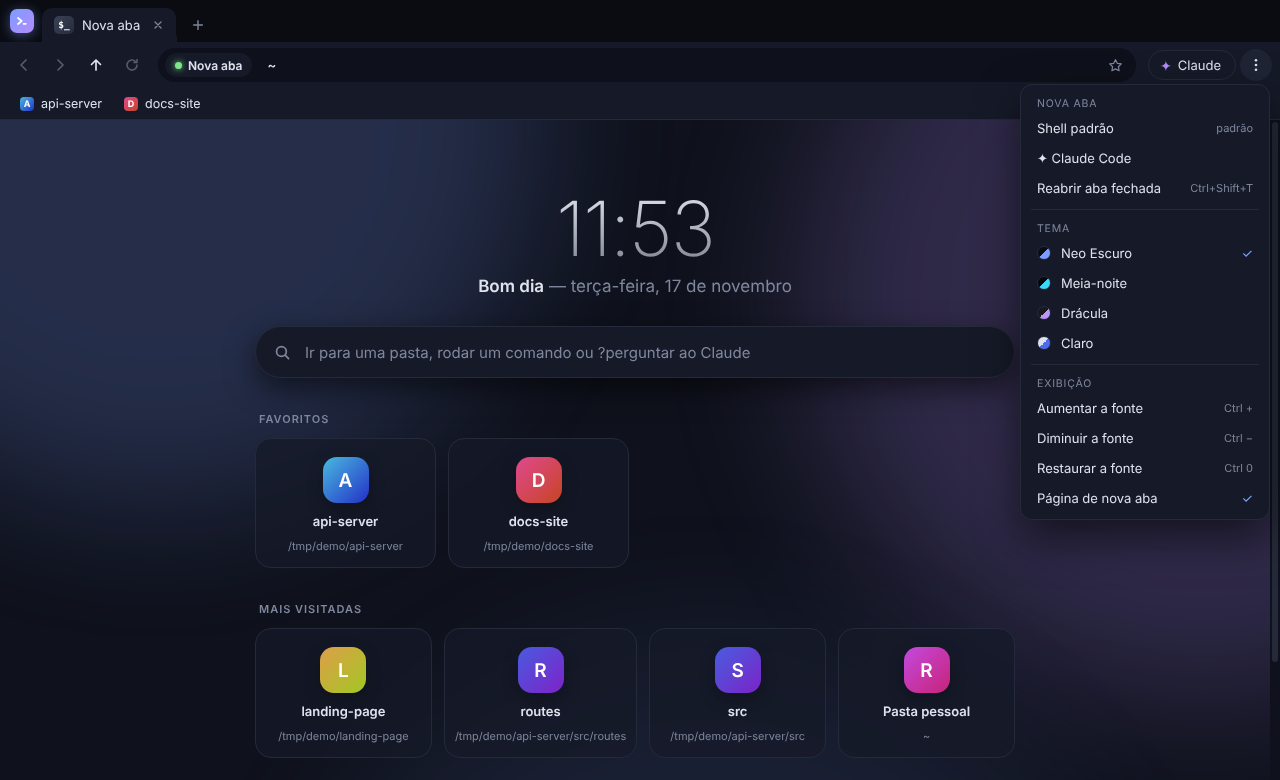 $_ Nova aba
Nova aba ~
Claude
A api-server D docs-site
NOVA ABA
Shell padrão padrão
✦ Claude Code
Reabrir aba fechada Ctrl+Shift+T
TEMA
Neo Escuro
Meia-noite
Drácula
Claro
EXIBIÇÃO
Aumentar a fonte Ctrl +
Diminuir a fonte Ctrl −
Restaurar a fonte Ctrl 0
Página de nova aba
11:53
Bom dia — terça-feira, 17 de novembro
Ir para uma pasta, rodar um comando ou ?perguntar ao Claude
FAVORITOS
A D
api-server docs-site
/tmp/demo/api-server /tmp/demo/docs-site
MAIS VISITADAS
L R S R
landing-page routes src Pasta pessoal
/tmp/demo/landing-page /tmp/demo/api-server/src/routes /tmp/demo/api-server/src ~